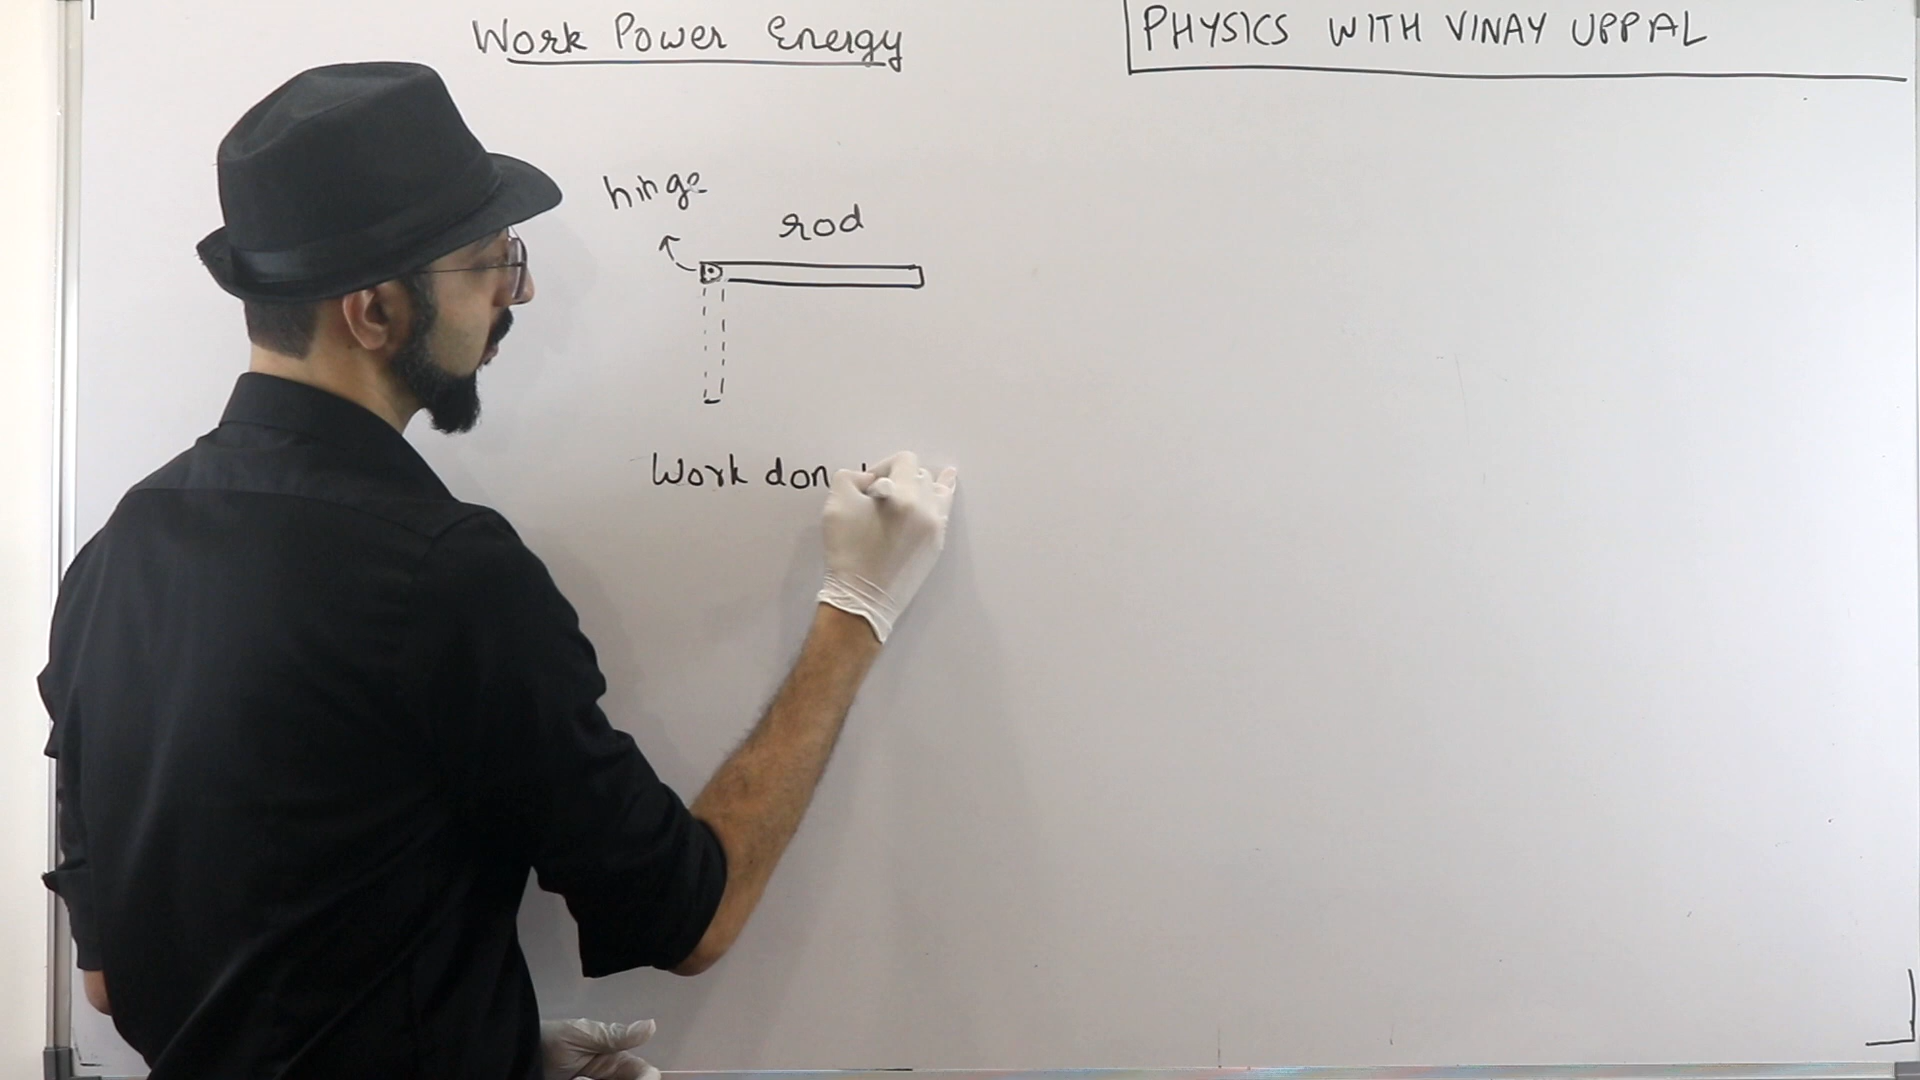 Work Power Energy
PHYSICS WITH VINAY UPPAL
hinge
rod
Work don